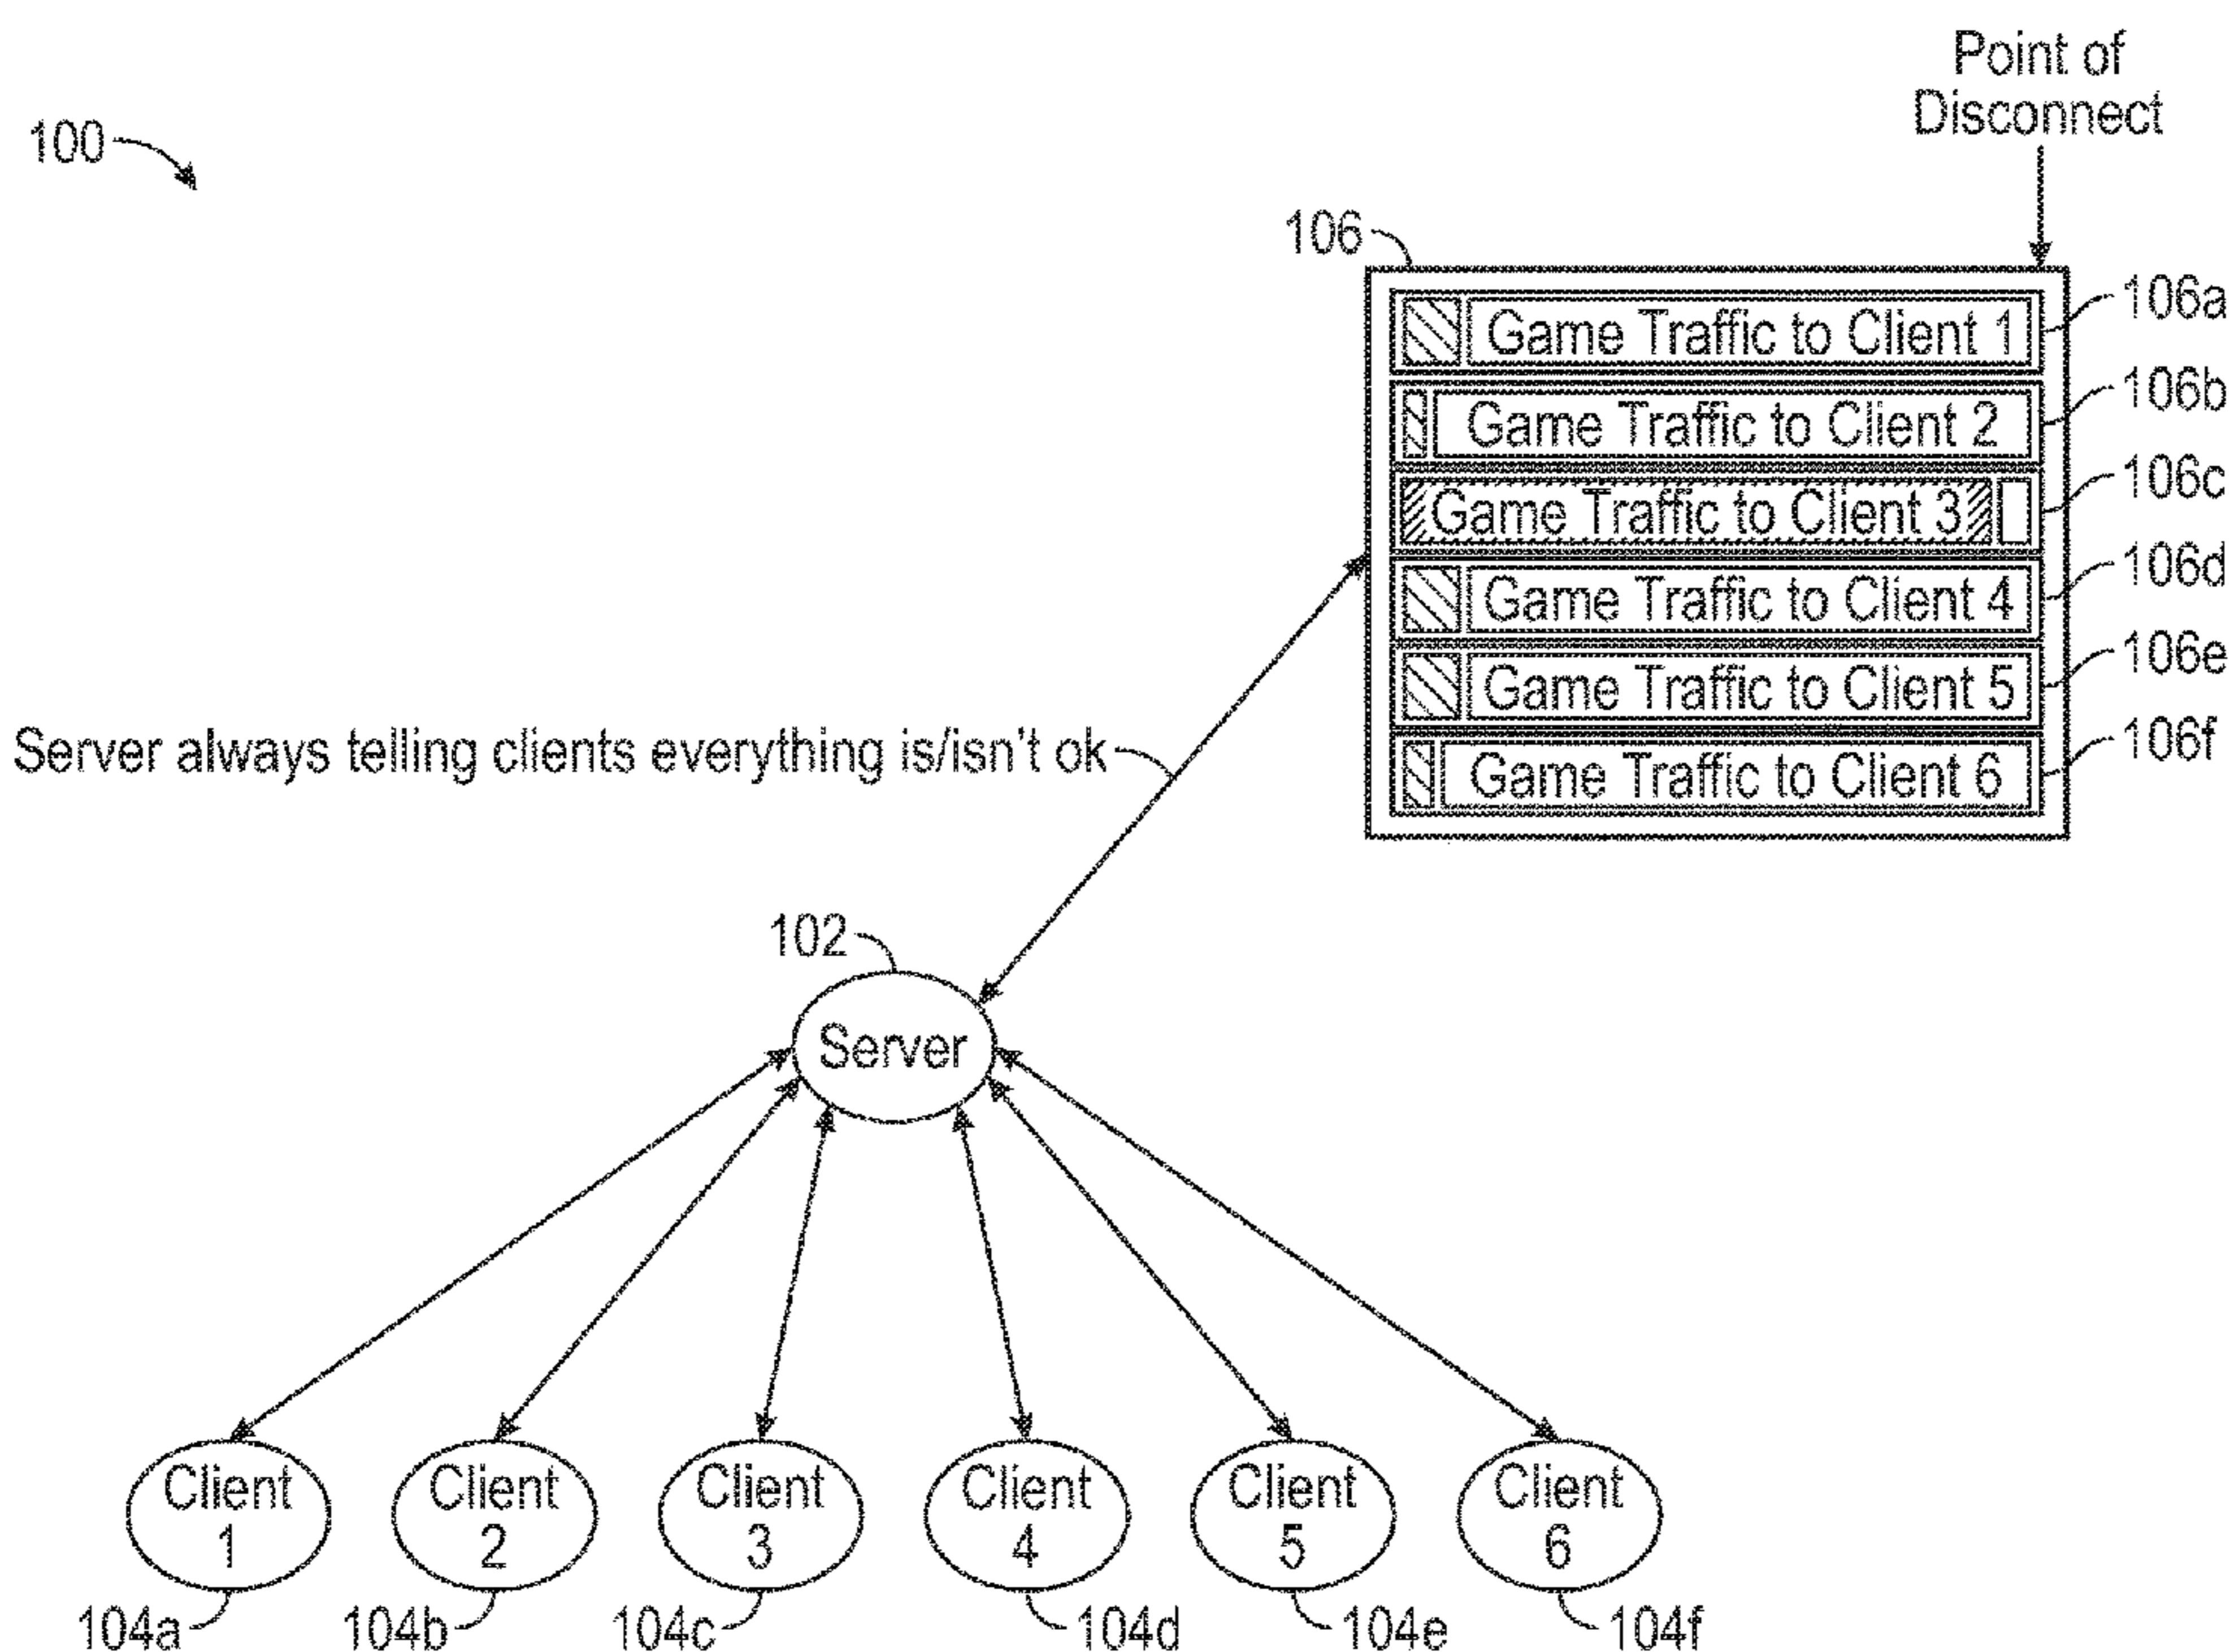 Point of
Disconnect
100
106
Game Traffic to Client 1
106a
Game Traffic to Client 2
106b
Game Traffic to Client 3
106c
Game Traffic to Client 4
106d
Game Traffic to Client 5
106e
Game Traffic to Client 6
106f
Server always telling clients everything is/isn't ok
102
Server
Client
1
Client
2
Client
3
Client
4
Client
5
Client
6
104a
104b
104c
104d
104e
104f